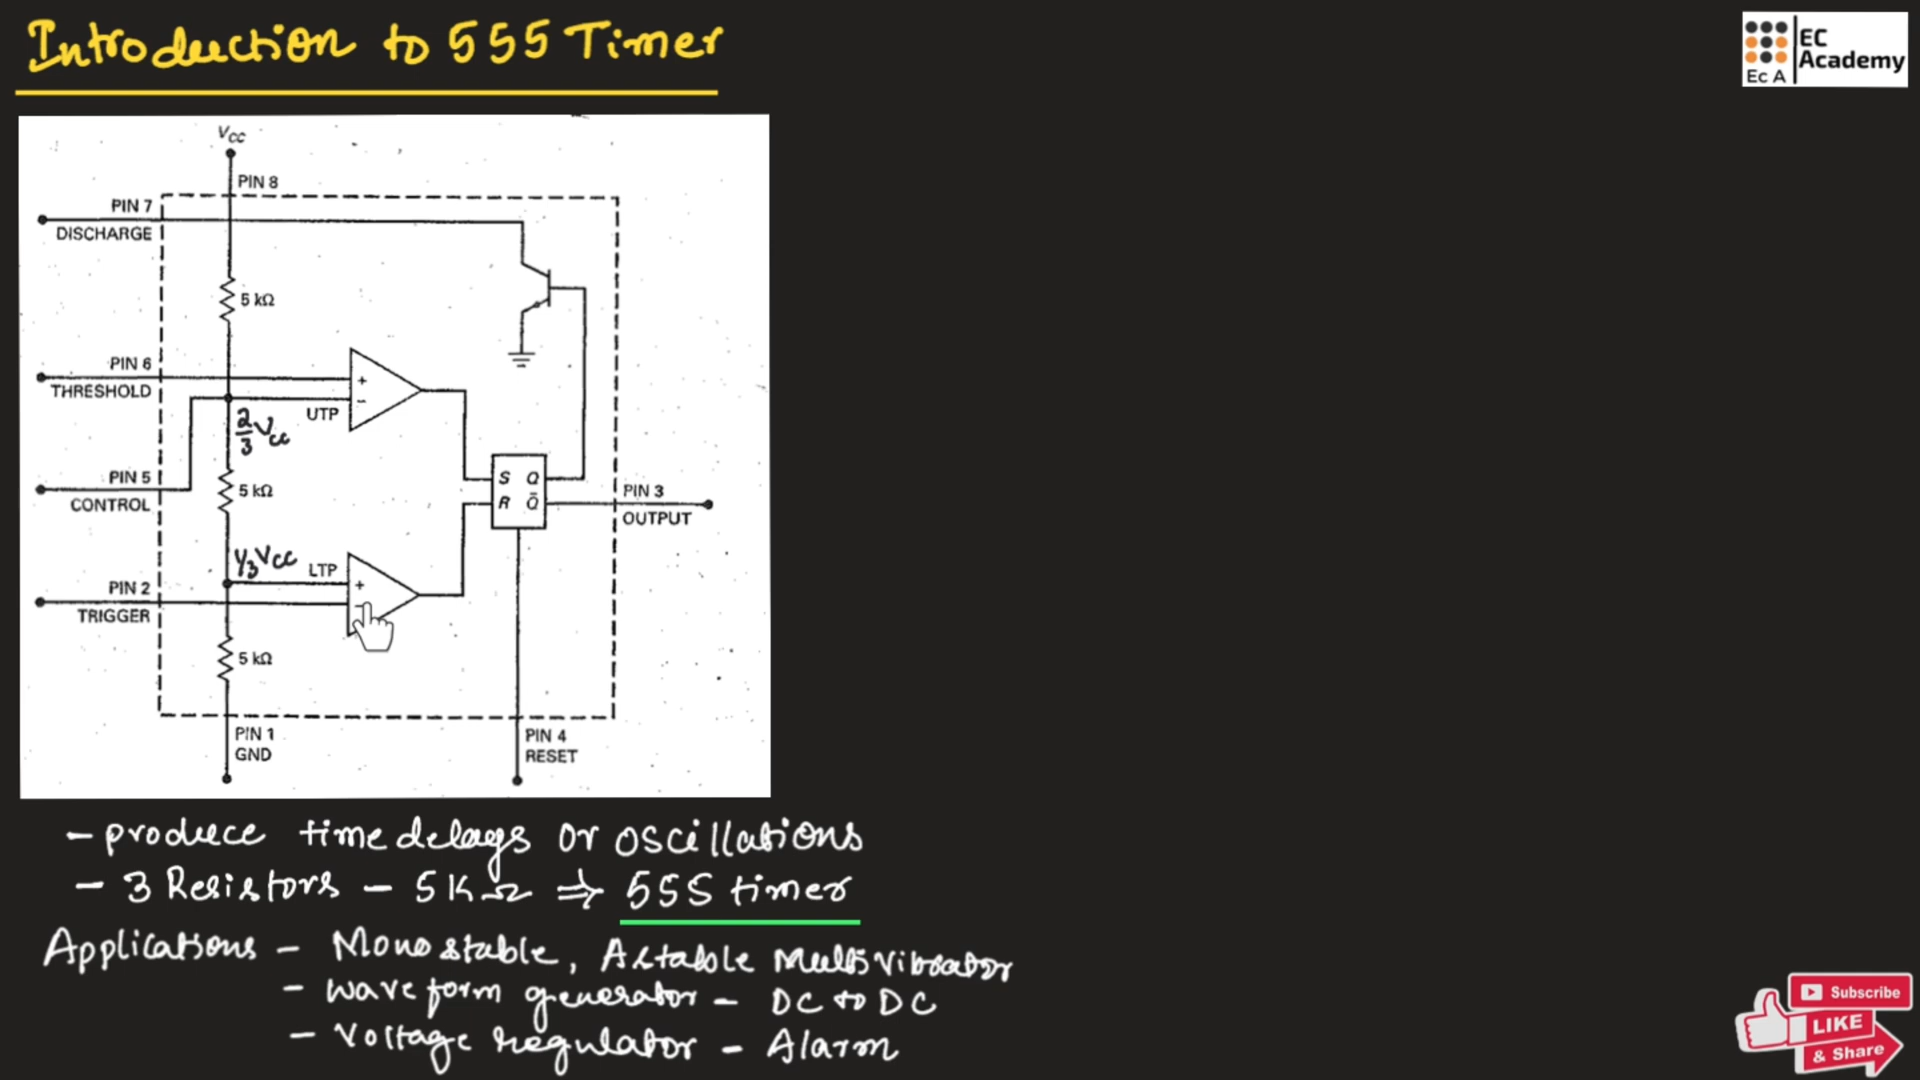 Introduction to 555 Timer
EC
Academy
Ec A
VCC
PIN 8
PIN 7
DISCHARGE
5 kΩ
PIN 6
THRESHOLD
+
−
UTP
2/3 Vcc
PIN 5
CONTROL
5 kΩ
S Q
R Q̄
PIN 3
OUTPUT
1/3 Vcc
LTP
+
−
PIN 2
TRIGGER
5 kΩ
PIN 1
GND
PIN 4
RESET
- produce time delays or oscillations
- 3 Resistors - 5KΩ ⇒ 555 timer
Applications - Monostable, Astable Multivibrator
- waveform generator - DC to DC
- Voltage regulator - Alarm
Subscribe
LIKE
& Share